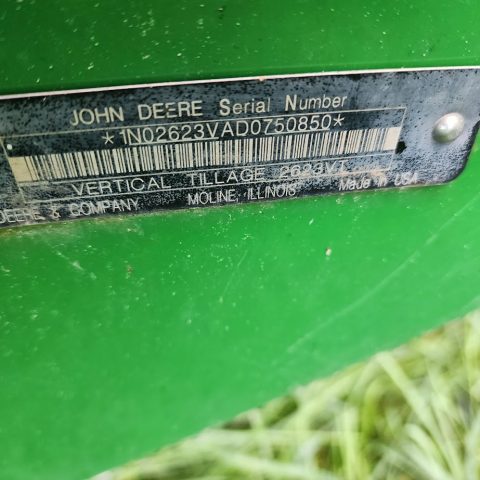 JOHN DEERE Serial Number
*1N02623VAD0750850*
VERTICAL TILLAGE 2623VT
DEERE & COMPANY MOLINE, ILLINOIS MADE IN USA